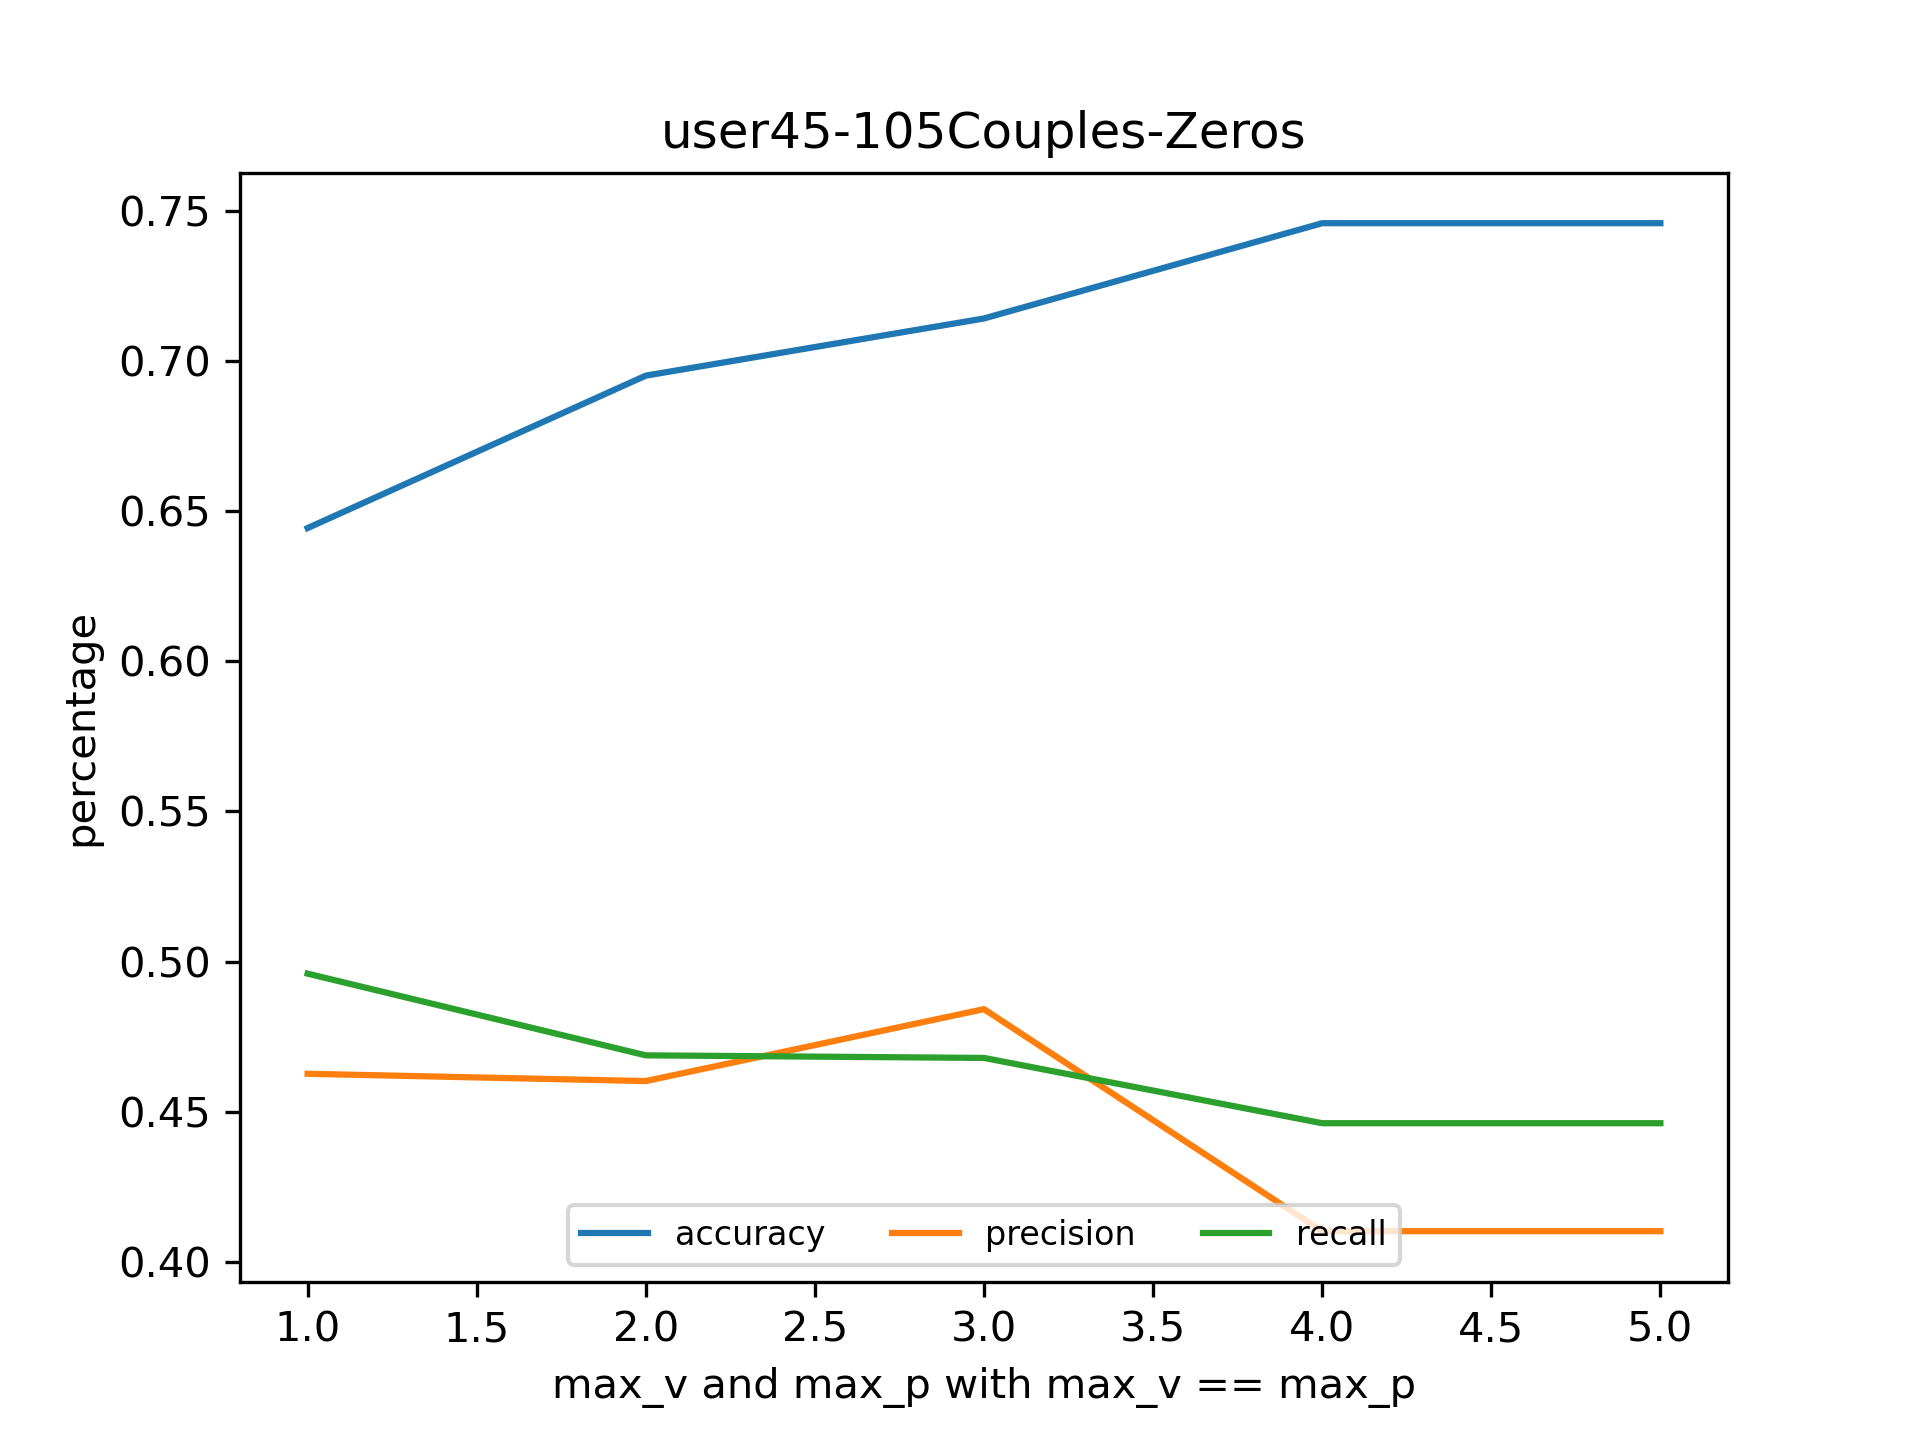 user45-105Couples-Zeros
0.75
0.70
0.65
0.60
0.55
0.50
0.45
0.40
percentage
accuracy precision recall
1.0 1.5 2.0 2.5 3.0 3.5 4.0 4.5 5.0
max_v and max_p with max_v == max_p